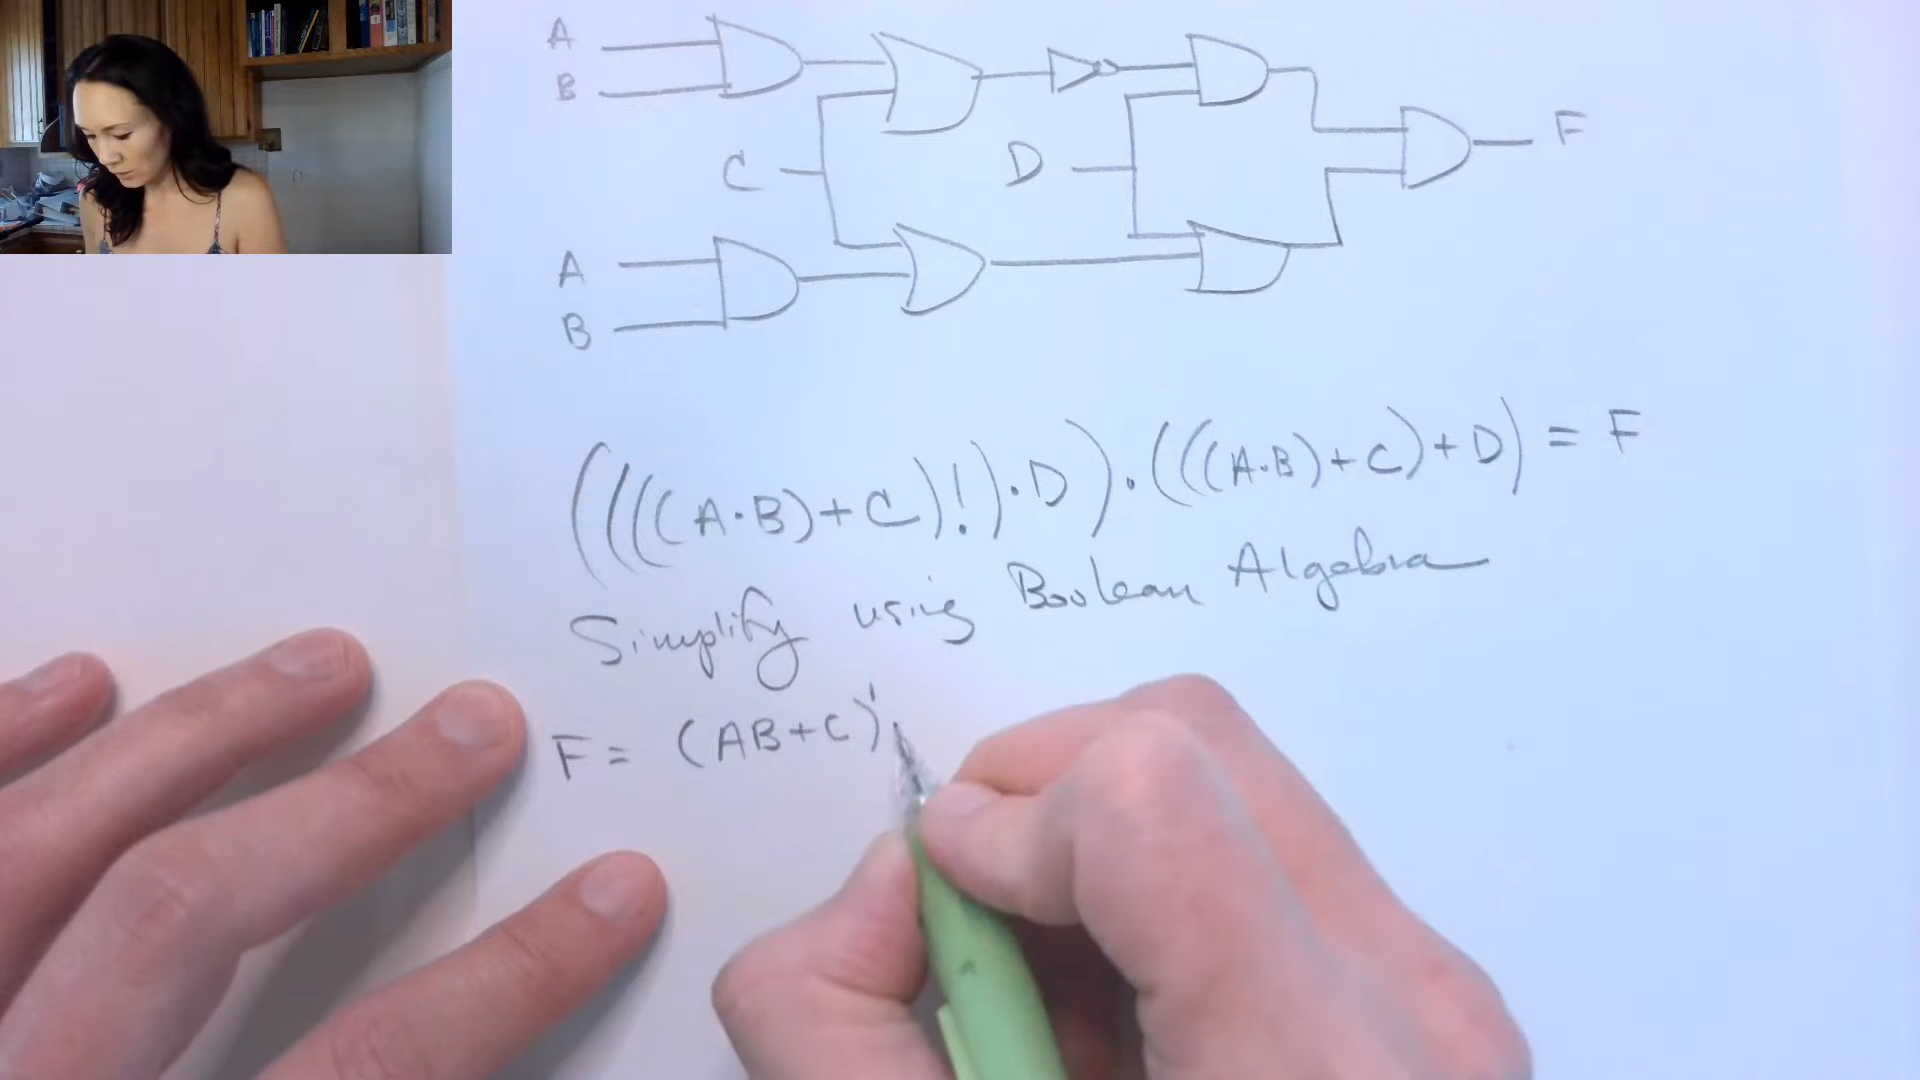 A
B
C
D
F
A
B
((((A·B)+C)!)·D)·(((A·B)+C)+D) = F
Simplify using Boolean Algebra
F = (AB+C)'